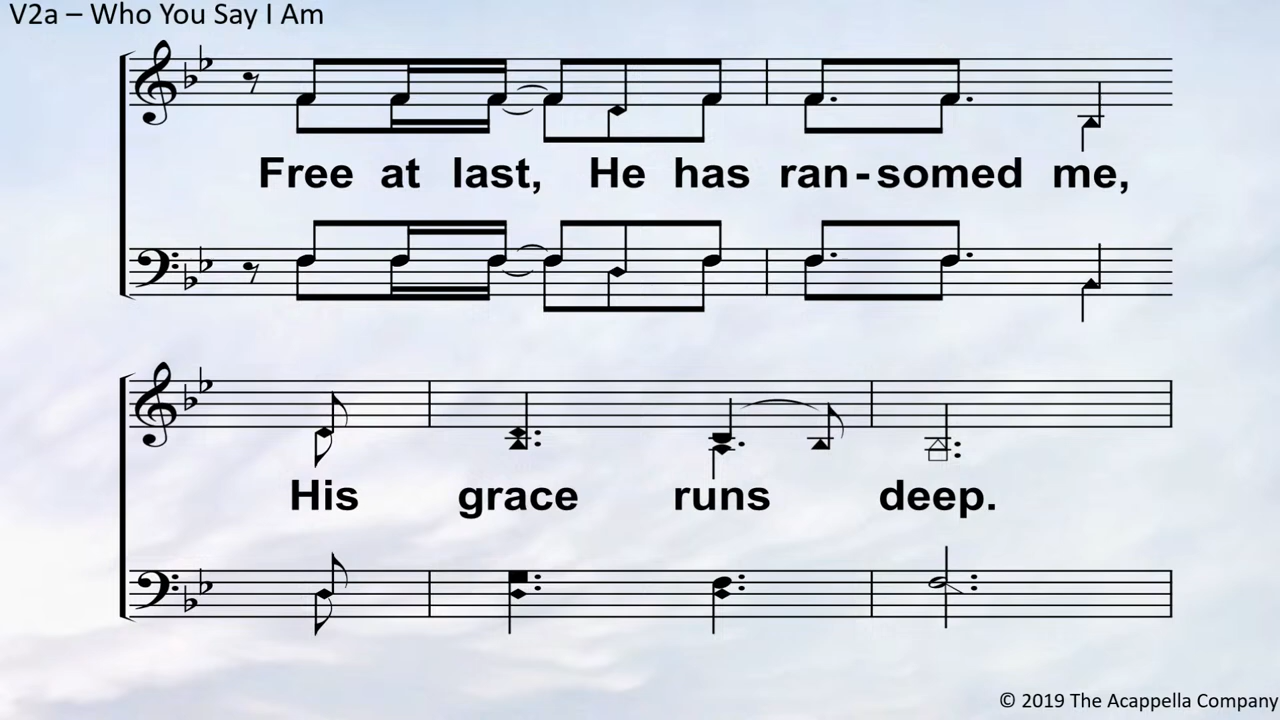 V2a – Who You Say I Am
Free at last, He has ran-somed me,
His grace runs deep.
© 2019 The Acappella Company